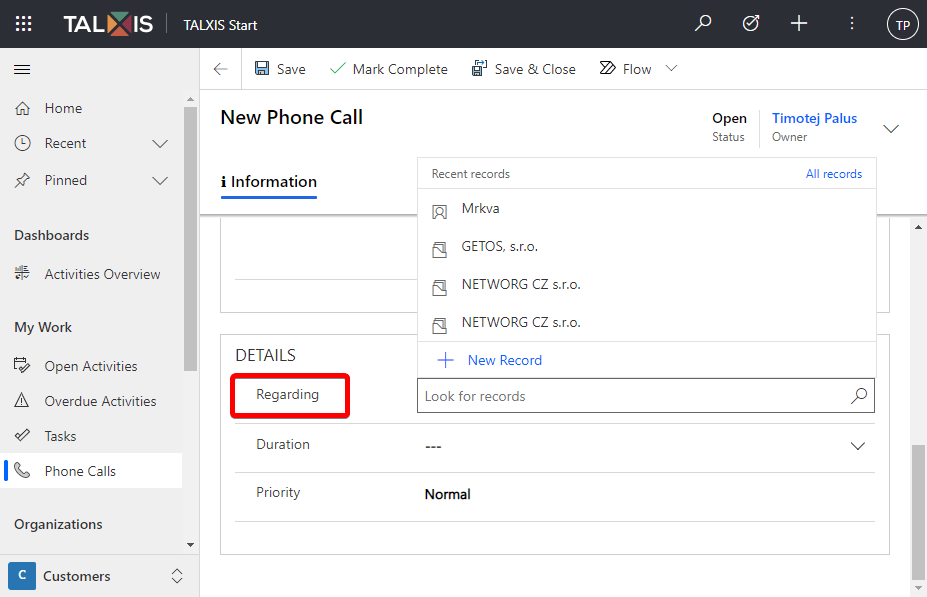 TALXIS TALXIS Start TP
Save Mark Complete Save & Close Flow
Home
Recent
Pinned
Dashboards
Activities Overview
My Work
Open Activities
Overdue Activities
Tasks
Phone Calls
Organizations
C Customers
New Phone Call
Open Timotej Palus
Status Owner
Information
Recent records All records
Mrkva
GETOS, s.r.o.
NETWORG CZ s.r.o.
NETWORG CZ s.r.o.
New Record
DETAILS
Regarding Look for records
Duration ---
Priority Normal